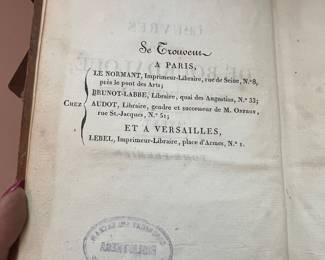 Se Trouvent
A PARIS,
LE NORMANT, Imprimeur-Libraire, rue de Seine, N.º 8,
près le pont des Arts;
BRUNOT-LABBE, Libraire, quai des Augustins, N.º 33;
Chez AUDOT, Libraire, gendre et successeur de M. ONFROY,
rue St.-Jacques, N.º 51;
ET A VERSAILLES,
LEBEL, Imprimeur-Libraire, place d'Armes, N.º 1.